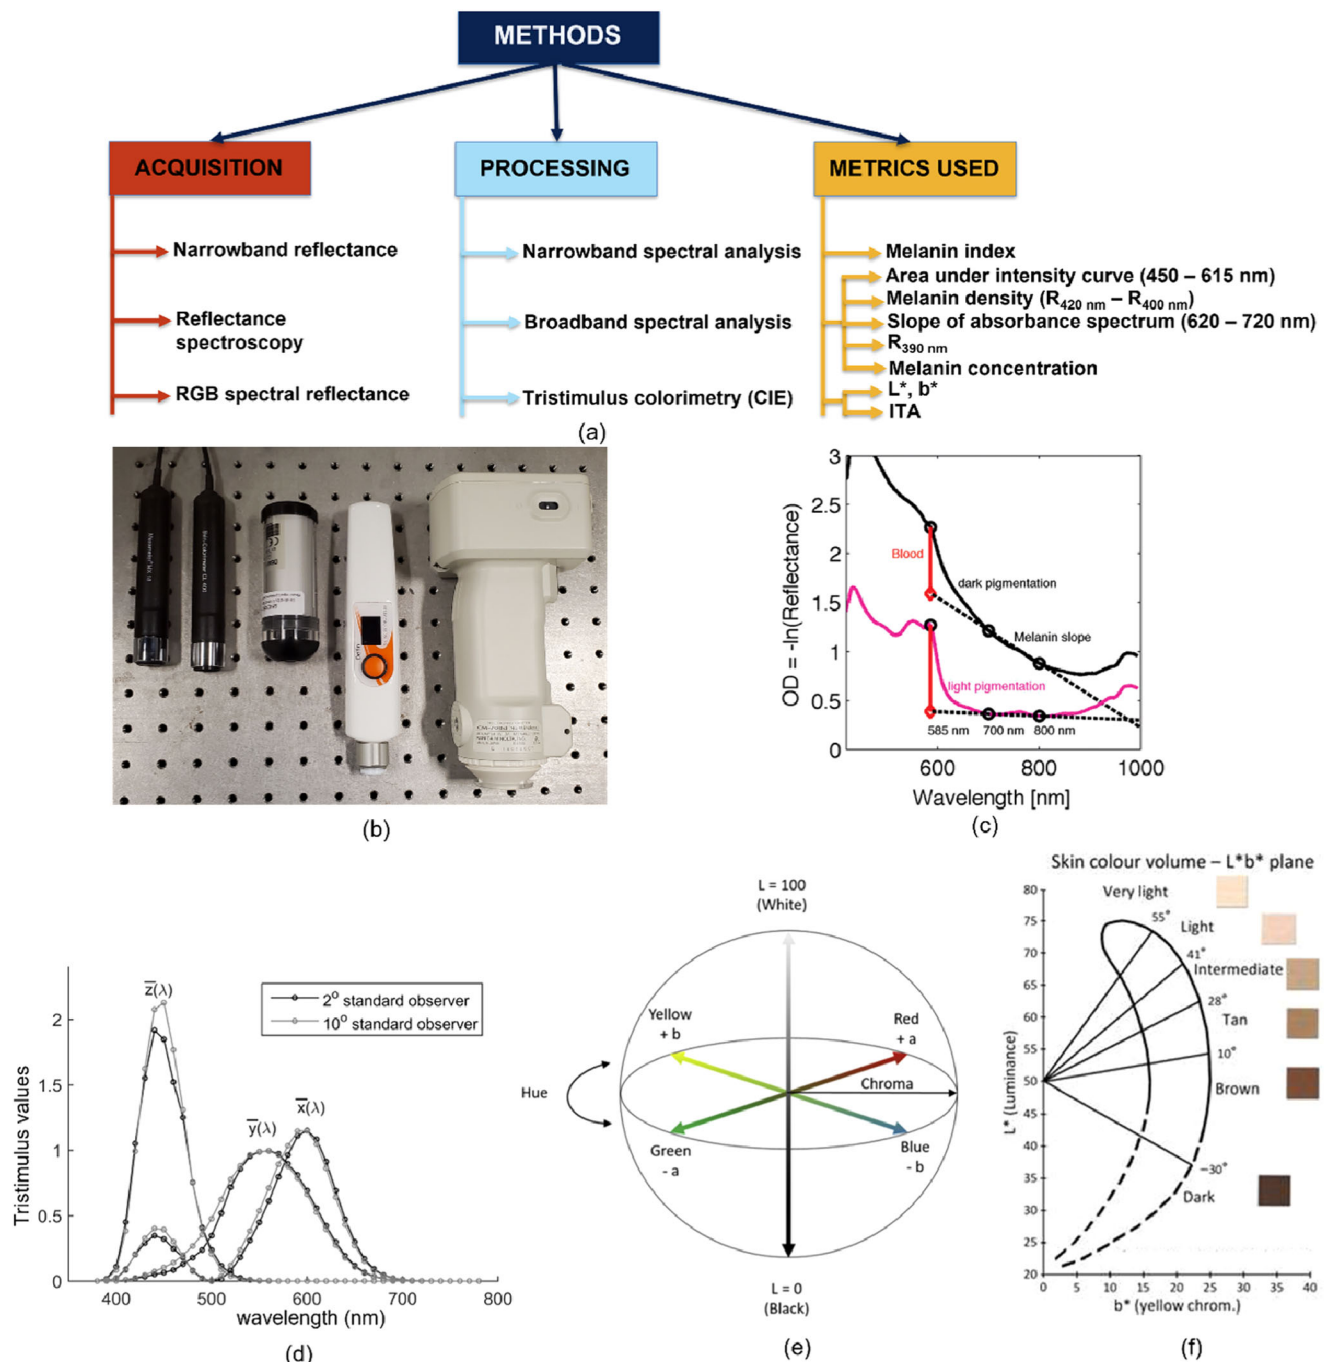 METHODS
ACQUISITION
PROCESSING
METRICS USED
Narrowband reflectance
Reflectance
spectroscopy
RGB spectral reflectance
Narrowband spectral analysis
Broadband spectral analysis
Tristimulus colorimetry (CIE)
Melanin index
Area under intensity curve (450 – 615 nm)
Melanin density (R420 nm – R400 nm)
Slope of absorbance spectrum (620 – 720 nm)
R390 nm
Melanin concentration
L*, b*
ITA
(a)
(b)
3
2.5
2
1.5
1
0.5
0
OD = -ln(Reflectance)
Blood
dark pigmentation
Melanin slope
light pigmentation
585 nm
700 nm
800 nm
600
800
1000
Wavelength [nm]
(c)
z(λ)
y(λ)
x(λ)
2° standard observer
10° standard observer
Tristimulus values
2
1.5
1
0.5
0
400
500
600
700
800
wavelength (nm)
(d)
L = 100
(White)
Yellow
+ b
Red
+ a
Hue
Chroma
Green
- a
Blue
- b
L = 0
(Black)
(e)
Skin colour volume – L*b* plane
Very light
55°
Light
41°
Intermediate
28°
Tan
10°
Brown
–30°
Dark
L* (Luminance)
80
75
70
65
60
55
50
45
40
35
30
25
20
0
5
10
15
20
25
30
35
40
b* (yellow chrom.)
(f)